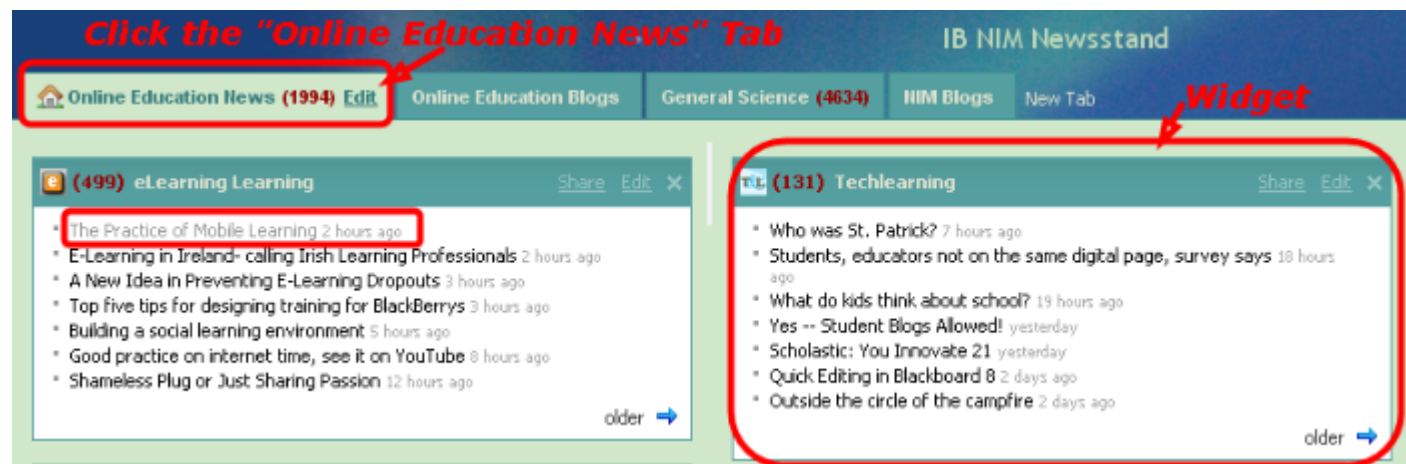 Click the "Online Education News" Tab
IB NIM Newsstand
Online Education News (1994) Edit
Online Education Blogs
General Science (4634)
NIM Blogs
New Tab
Widget
(499) eLearning Learning
Share Edit ×
The Practice of Mobile Learning 2 hours ago
E-Learning in Ireland- calling Irish Learning Professionals 2 hours ago
A New Idea in Preventing E-Learning Dropouts 3 hours ago
Top five tips for designing training for BlackBerrys 3 hours ago
Building a social learning environment 5 hours ago
Good practice on internet time, see it on YouTube 8 hours ago
Shameless Plug or Just Sharing Passion 12 hours ago
older
T&L (131) Techlearning
Share Edit ×
Who was St. Patrick? 7 hours ago
Students, educators not on the same digital page, survey says 18 hours
ago
What do kids think about school? 19 hours ago
Yes -- Student Blogs Allowed! yesterday
Scholastic: You Innovate 21 yesterday
Quick Editing in Blackboard 8 2 days ago
Outside the circle of the campfire 2 days ago
older